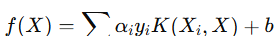 f(X) = ∑ αᵢyᵢK(Xᵢ, X) + b